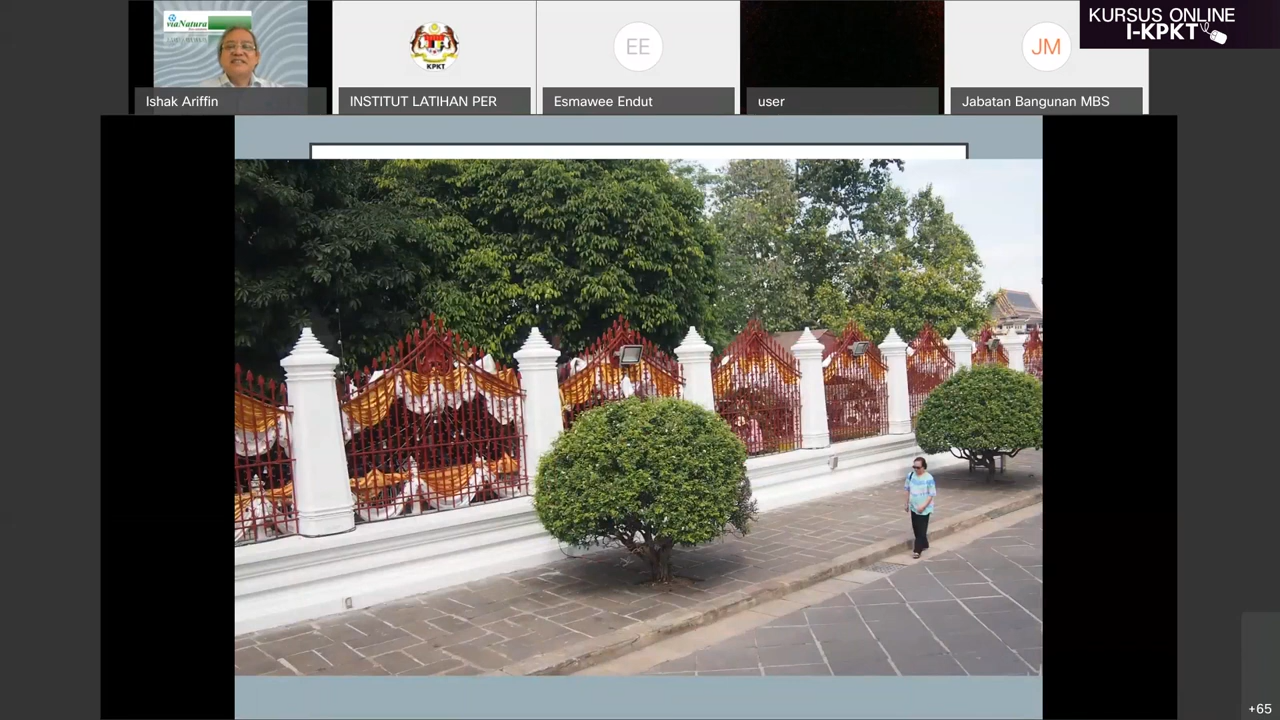 viaNatura
KPKT
EE
JM
KURSUS ONLINE
I-KPKT
Ishak Ariffin
INSTITUT LATIHAN PER
Esmawee Endut
user
Jabatan Bangunan MBS
+65